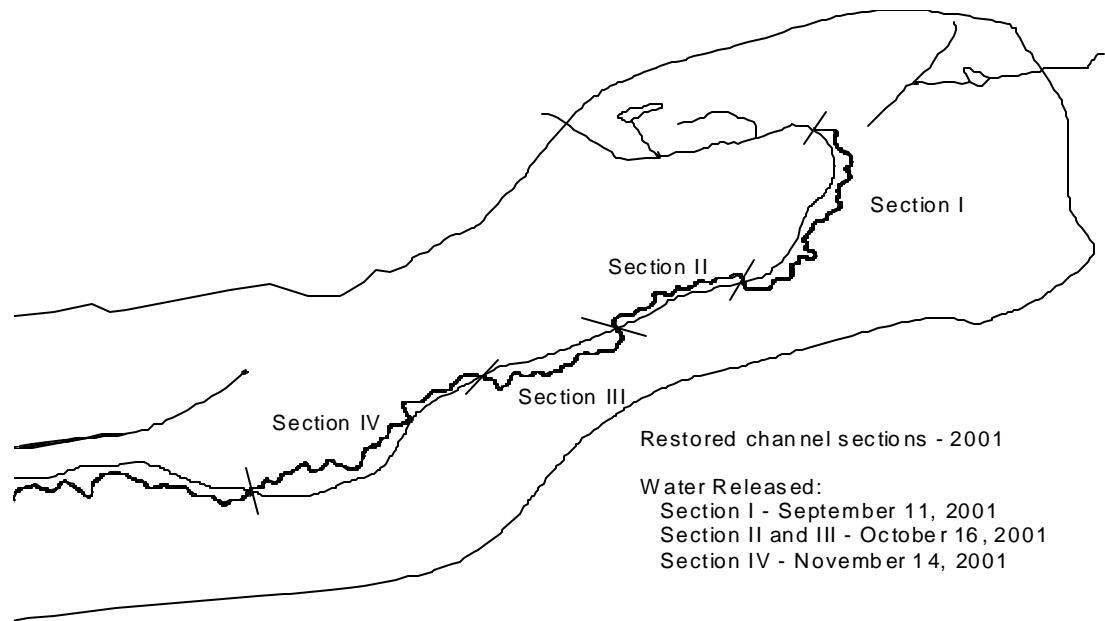 Section I
Section II
Section III
Section IV
Restored channel sections - 2001
Water Released:
Section I - September 11, 2001
Section II and III - October 16, 2001
Section IV - November 14, 2001